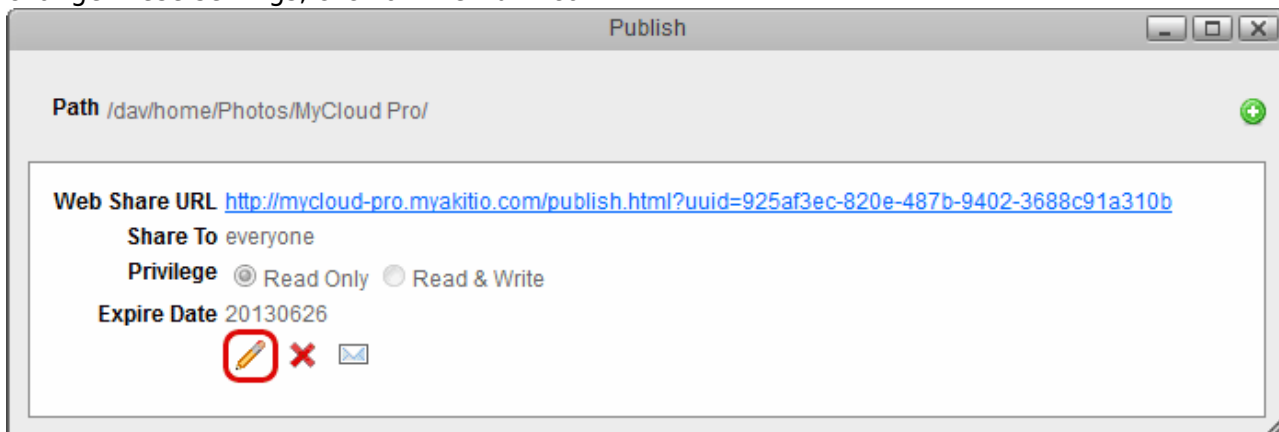 Publish
Path /dav/home/Photos/MyCloud Pro/
Web Share URL http://mycloud-pro.myakitio.com/publish.html?uuid=925af3ec-820e-487b-9402-3688c91a310b
Share To everyone
Privilege Read Only Read & Write
Expire Date 20130626